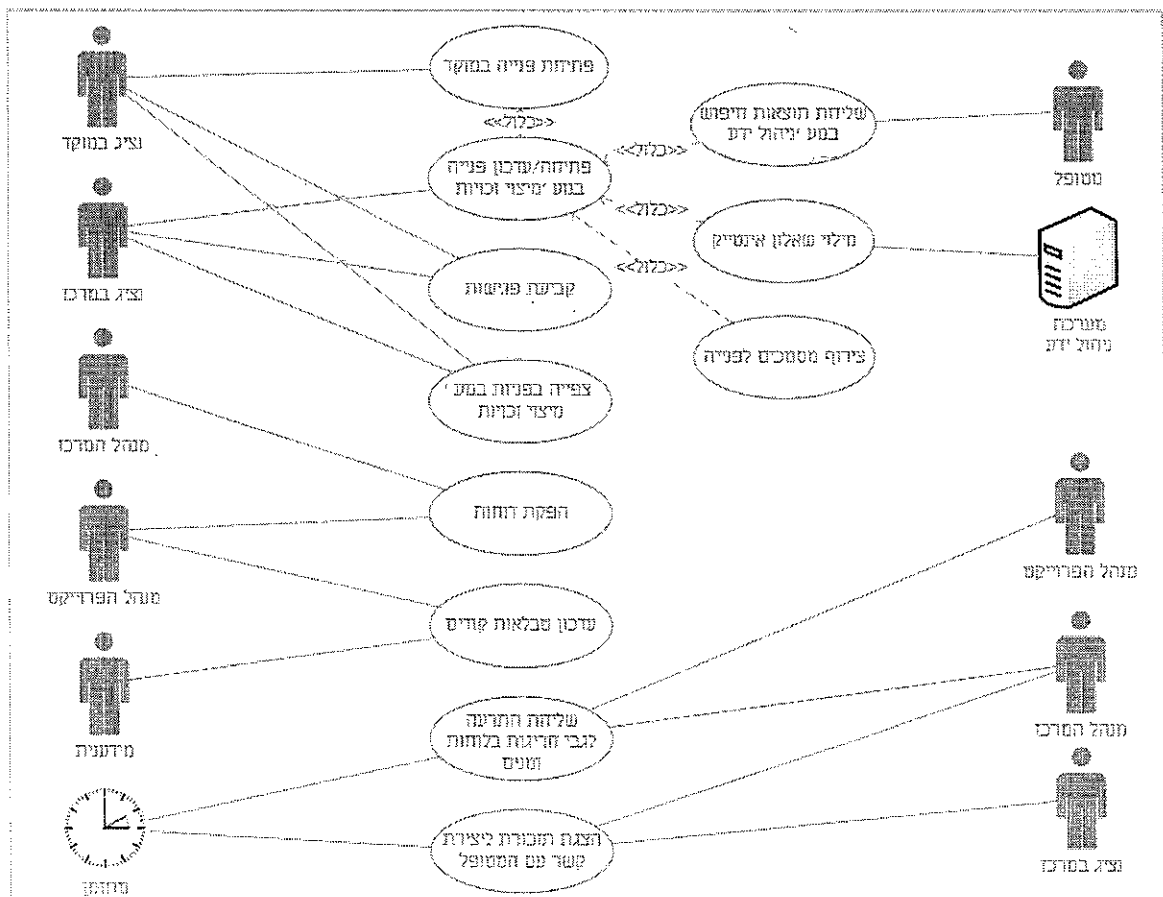 נציג במוקד
נציג במרכז
מנהל המרכז
מנהל הפרוייקט
מידענית
מתזמן
פתיחת פנייה במוקד
<<כלול>>
פתיחה/עדכון פנייה
במע 'מיצוי זכויות
קביעת פגישות
צפייה בפניות במע '
מיצוי זכויות
הפקת דוחות
עדכון טבלאות קודים
שליחת התרעה
לגבי חריגות בלוחות
זמנים
הצגת תזכורת ליצירת
קשר עם המטופל
<<כלול>>
<<כלול>>
<<כלול>>
שליחת תוצאות חיפוש
במע 'ניהול ידע
מילוי שאלון אינטייק
צירוף מסמכים לפנייה
מטופל
מערכת
ניהול ידע
מנהל הפרוייקט
מנהל המרכז
נציג במרכז